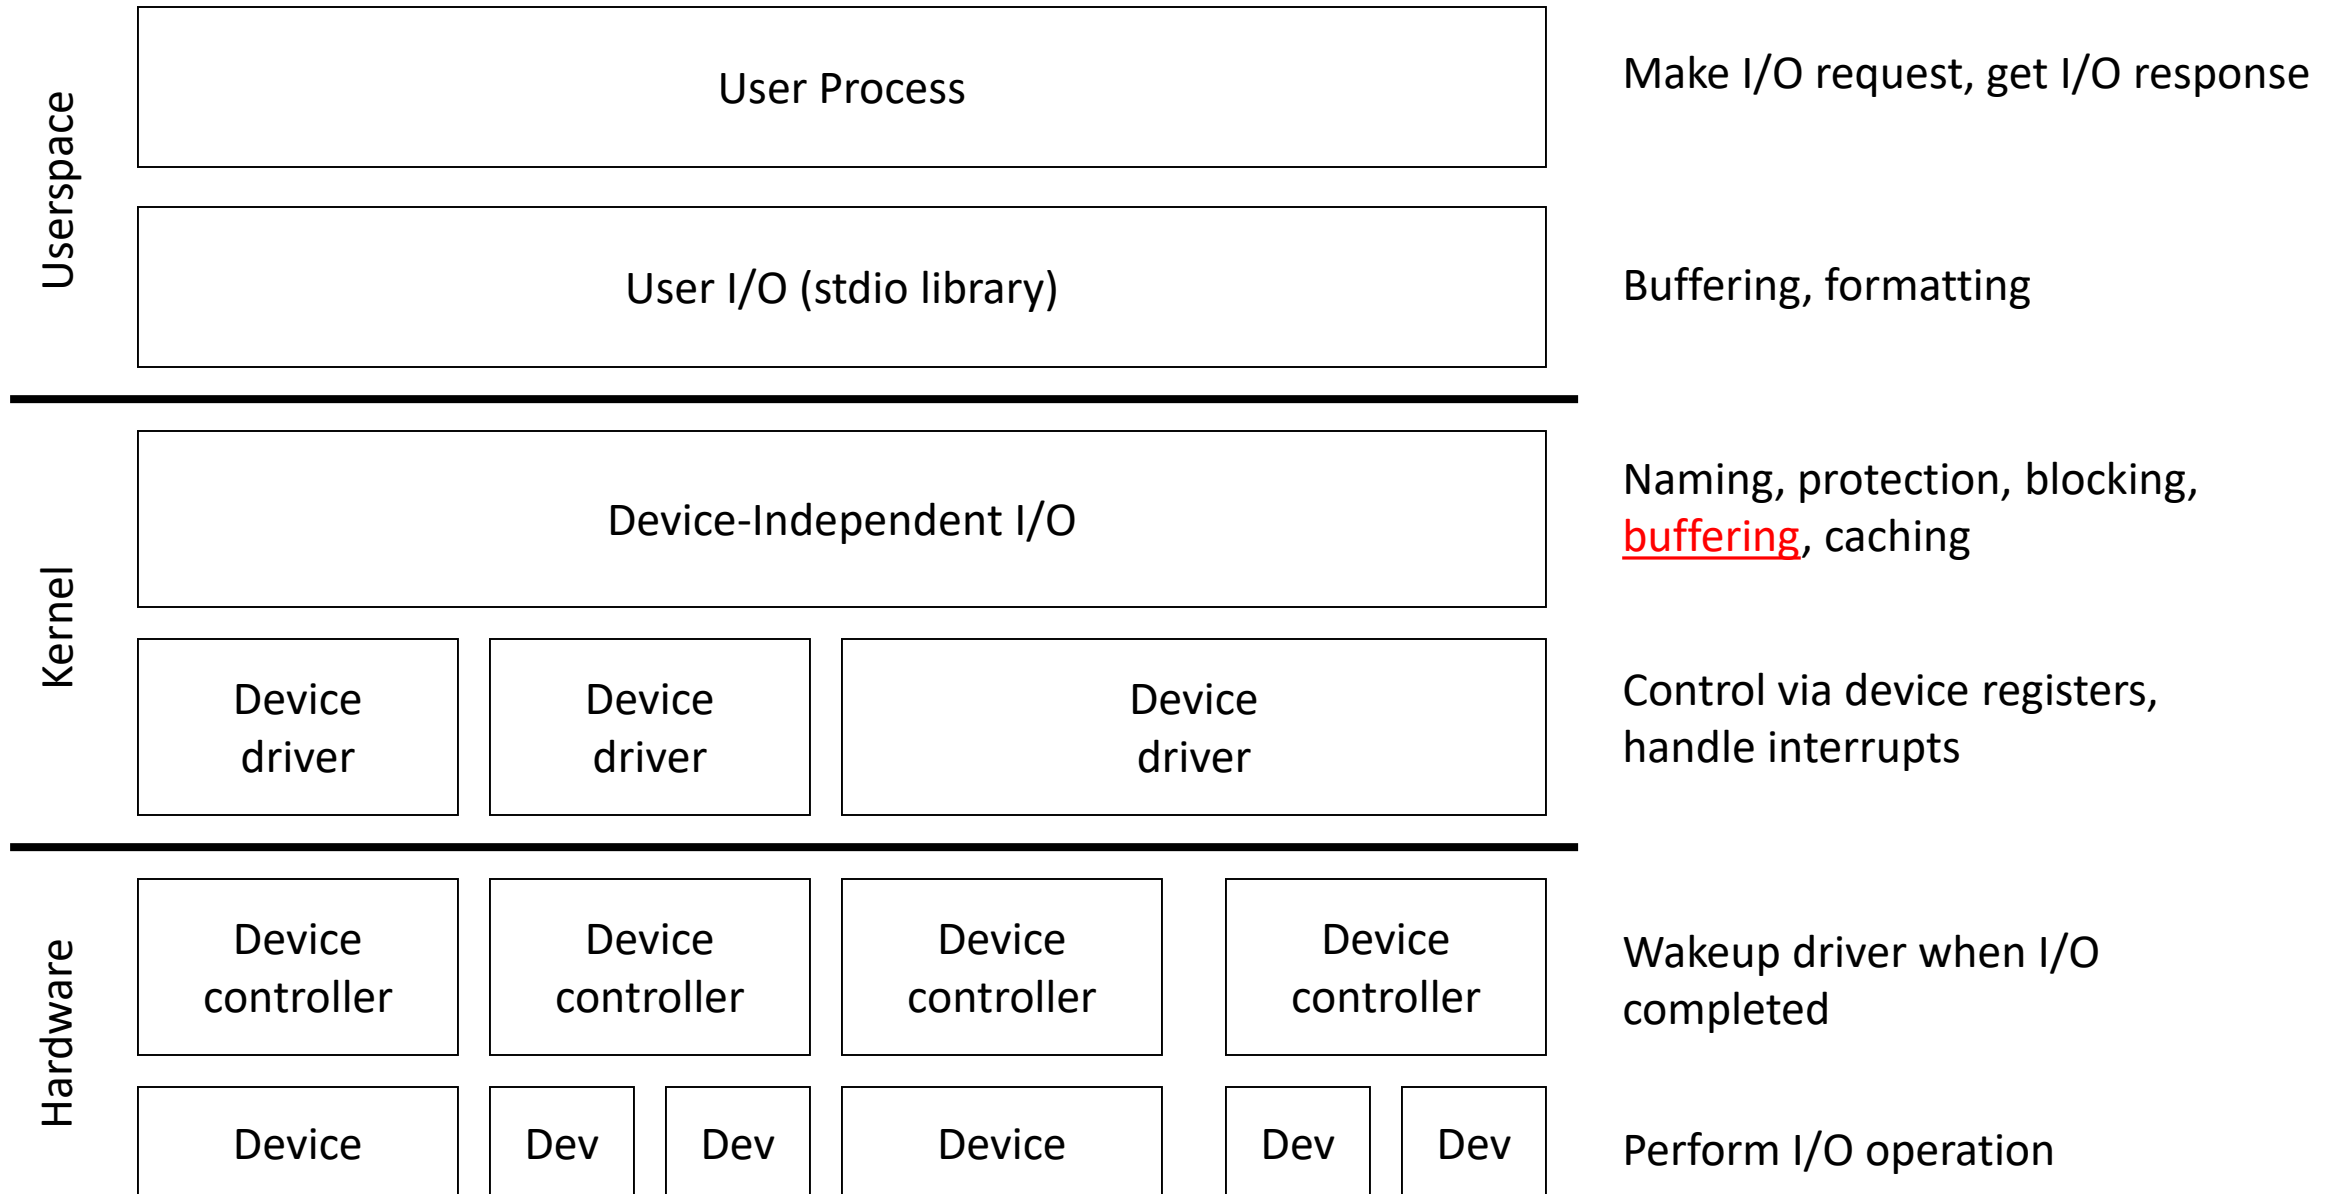 Userspace
User Process
Make I/O request, get I/O response
User I/O (stdio library)
Buffering, formatting
Kernel
Device-Independent I/O
Naming, protection, blocking,
buffering, caching
Device
driver
Device
driver
Device
driver
Control via device registers,
handle interrupts
Hardware
Device
controller
Device
controller
Device
controller
Device
controller
Wakeup driver when I/O
completed
Device
Dev
Dev
Device
Dev
Dev
Perform I/O operation